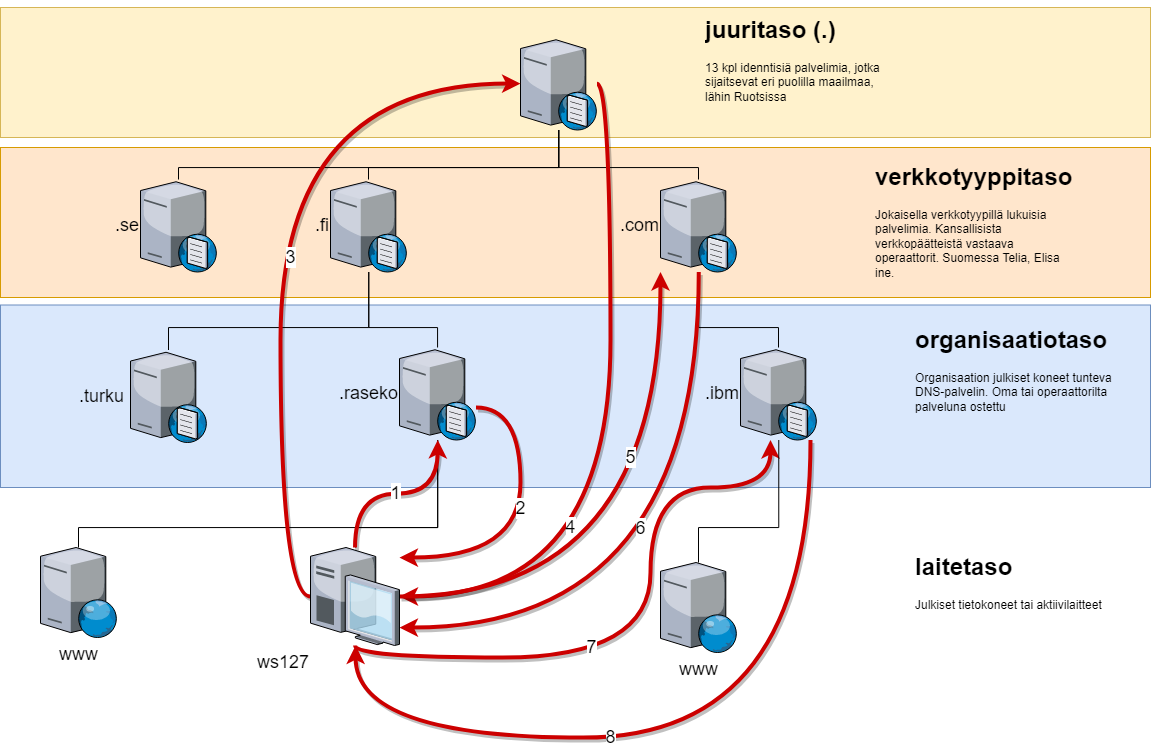 juuritaso (.)
13 kpl idenntisiä palvelimia, jotka
sijaitsevat eri puolilla maailmaa,
lähin Ruotsissa
verkkotyyppitaso
Jokaisella verkkotyypillä lukuisia
palvelimia. Kansallisista
verkkopäätteistä vastaava
operaattorit. Suomessa Telia, Elisa
ine.
.se
.fi
.com
3
organisaatiotaso
Organisaation julkiset koneet tunteva
DNS-palvelin. Oma tai operaattorilta
palveluna ostettu
.turku
.raseko
.ibm
5
1
2
4
6
laitetaso
Julkiset tietokoneet tai aktiivilaitteet
7
www
ws127
www
8